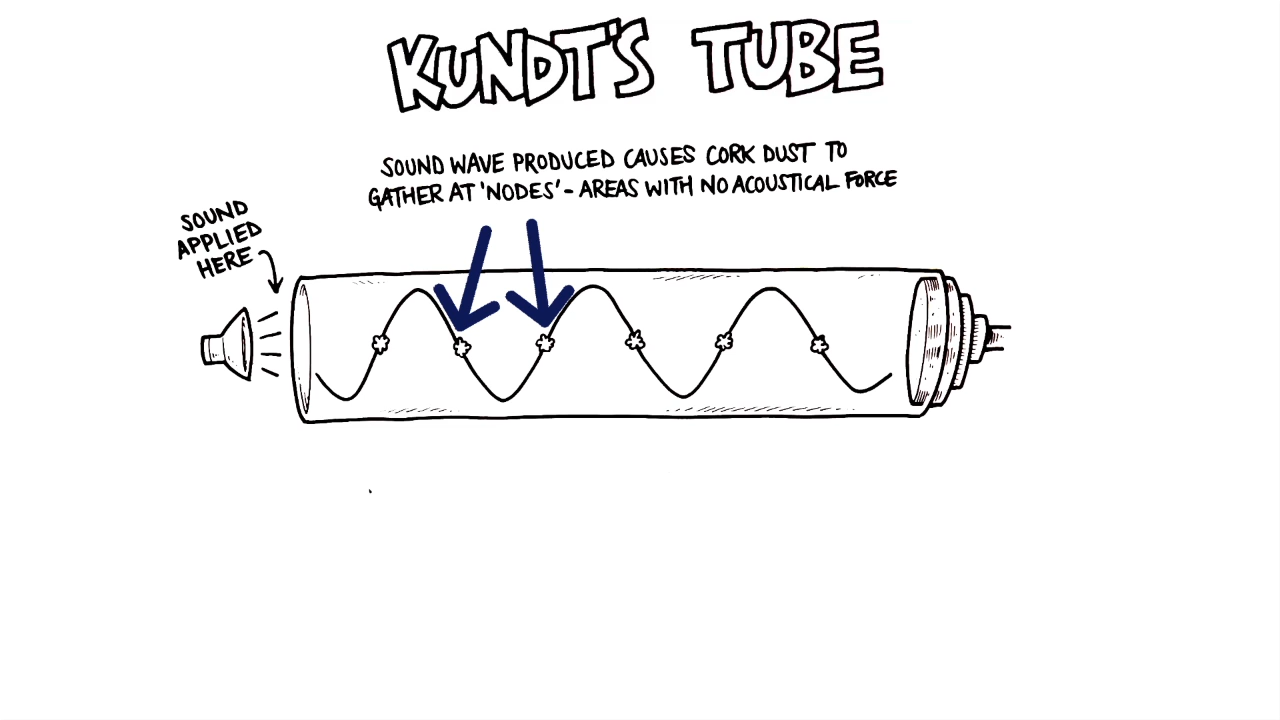 KUNDT'S TUBE
SOUND WAVE PRODUCED CAUSES CORK DUST TO
GATHER AT 'NODES' - AREAS WITH NO ACOUSTICAL FORCE
SOUND
APPLIED
HERE